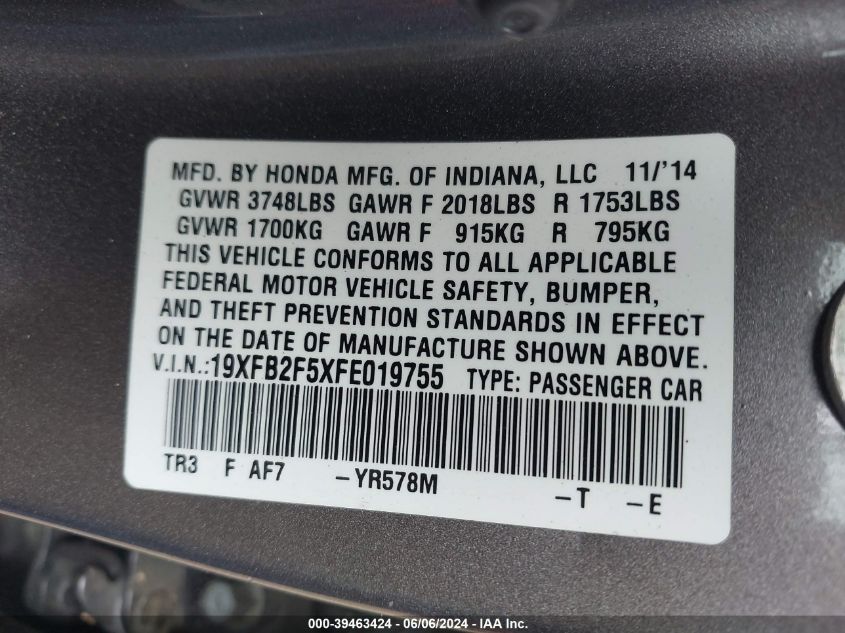 MFD. BY HONDA MFG. OF INDIANA, LLC 11/'14
GVWR 3748LBS GAWR F 2018LBS R 1753LBS
GVWR 1700KG GAWR F 915KG R 795KG
THIS VEHICLE CONFORMS TO ALL APPLICABLE
FEDERAL MOTOR VEHICLE SAFETY, BUMPER,
AND THEFT PREVENTION STANDARDS IN EFFECT
ON THE DATE OF MANUFACTURE SHOWN ABOVE.
V.I.N.:19XFB2F5XFE019755 TYPE: PASSENGER CAR
TR3 F AF7 -YR578M -T -E
000-39463424 - 06/06/2024 - IAA Inc.